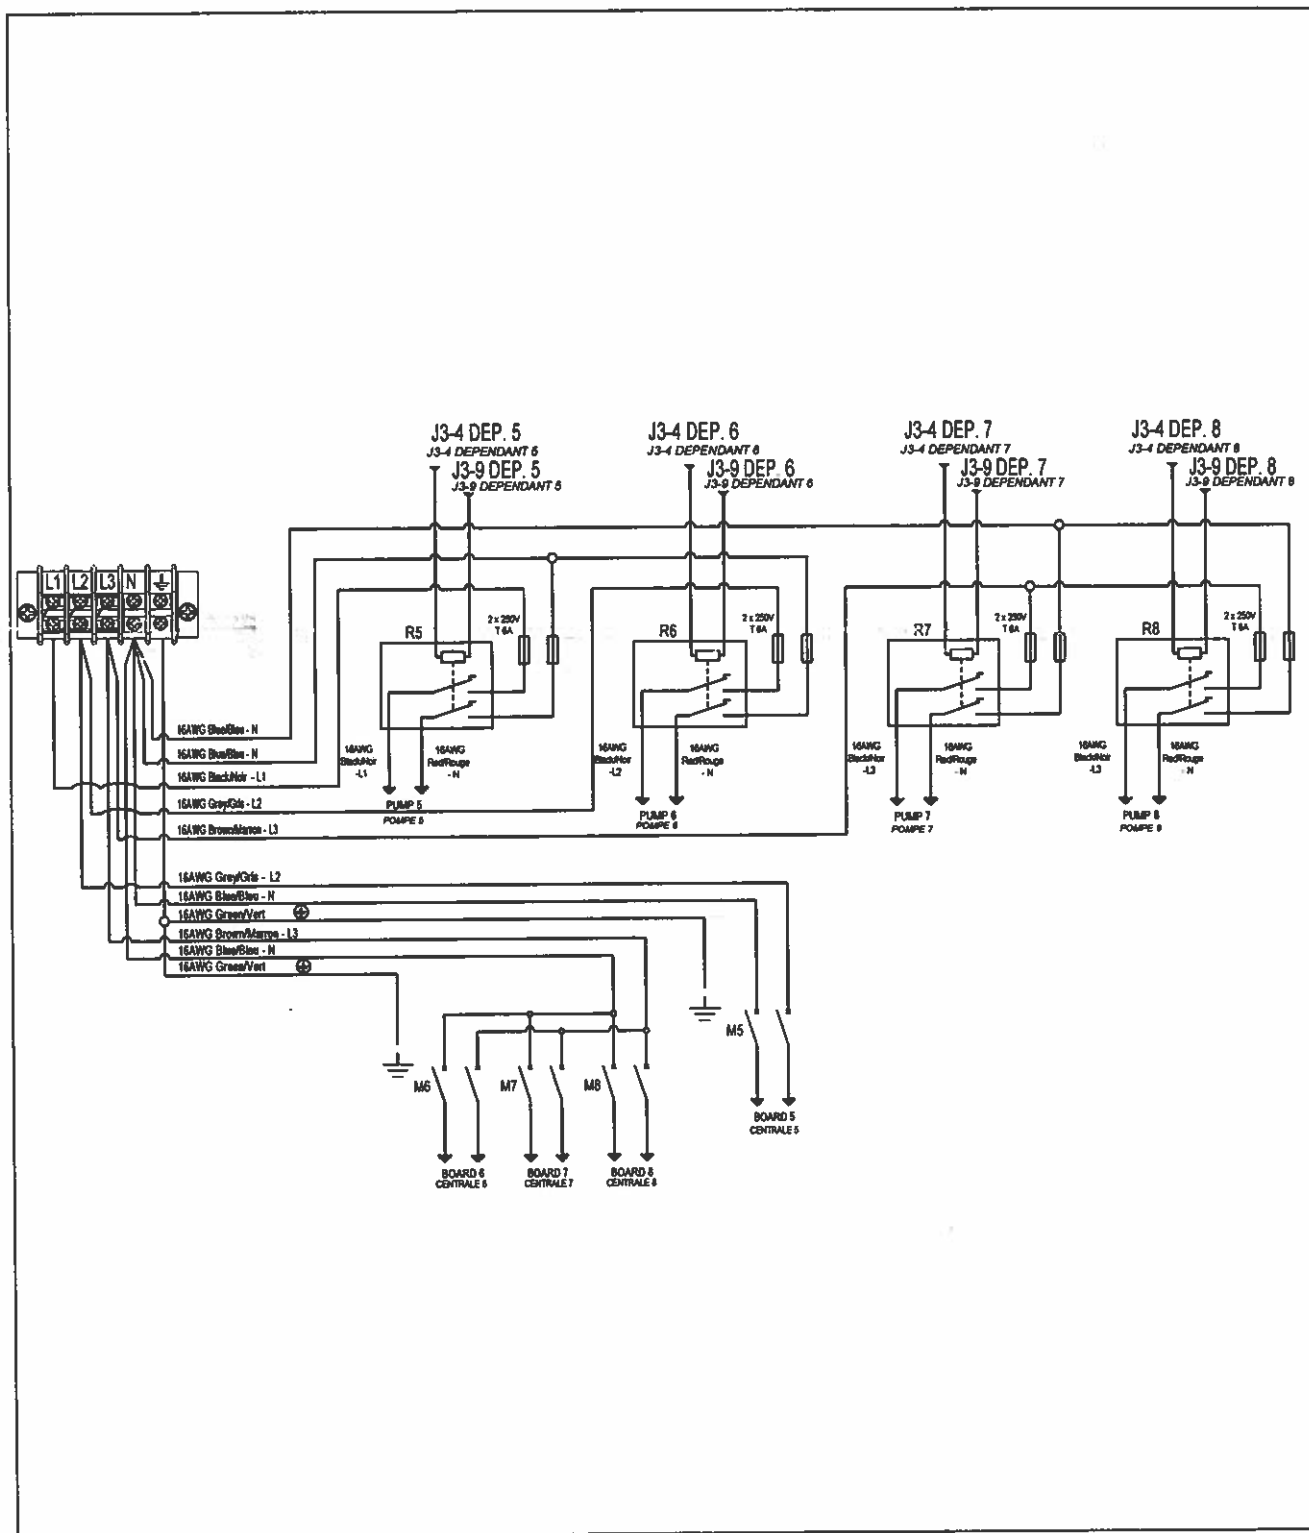 J3-4 DEP. 5
J3-4 DEPENDANT 5
J3-9 DEP. 5
J3-9 DEPENDANT 5
J3-4 DEP. 6
J3-4 DEPENDANT 6
J3-9 DEP. 6
J3-9 DEPENDANT 6
J3-4 DEP. 7
J3-4 DEPENDANT 7
J3-9 DEP. 7
J3-9 DEPENDANT 7
J3-4 DEP. 8
J3-4 DEPENDANT 8
J3-9 DEP. 8
J3-9 DEPENDANT 8
L1 L2 L3 N
R5
2 x 250V
T 6A
R6
2 x 250V
T 6A
R7
2 x 250V
T 6A
R8
2 x 250V
T 6A
16AWG Blue/Bleu - N
16AWG Blue/Bleu - N
16AWG Black/Noir - L1
16AWG Grey/Gris - L2
16AWG Brown/Marron - L3
16AWG
Black/Noir
-L1
16AWG
Red/Rouge
- N
16AWG
Black/Noir
-L2
16AWG
Red/Rouge
- N
16AWG
Black/Noir
-L3
16AWG
Red/Rouge
- N
16AWG
Black/Noir
-L3
16AWG
Red/Rouge
- N
PUMP 5
POMPE 5
PUMP 6
POMPE 6
PUMP 7
POMPE 7
PUMP 8
POMPE 8
16AWG Grey/Gris - L2
16AWG Blue/Bleu - N
16AWG Green/Vert
16AWG Brown/Marron - L3
16AWG Blue/Bleu - N
16AWG Green/Vert
M5
M6
M7
M8
BOARD 5
CENTRALE 5
BOARD 6
CENTRALE 6
BOARD 7
CENTRALE 7
BOARD 8
CENTRALE 8